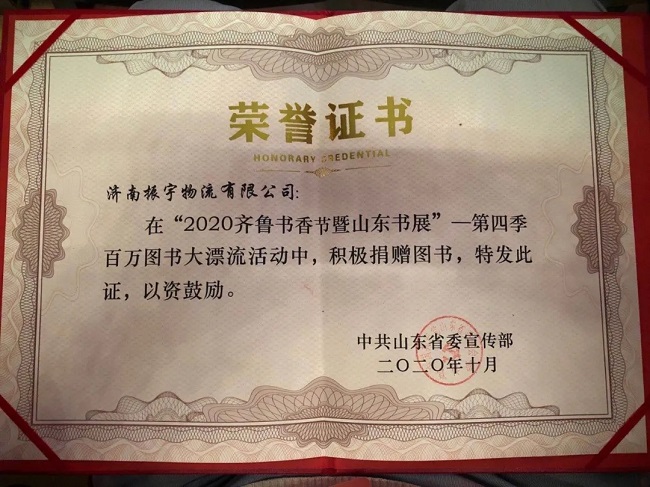 荣誉证书
HONORARY CREDENTIAL
济南振宇物流有限公司:
在“2020齐鲁书香节暨山东书展”—第四季
百万图书大漂流活动中，积极捐赠图书，特发此
证，以资鼓励。
中共山东省委宣传部
二〇二〇年十月